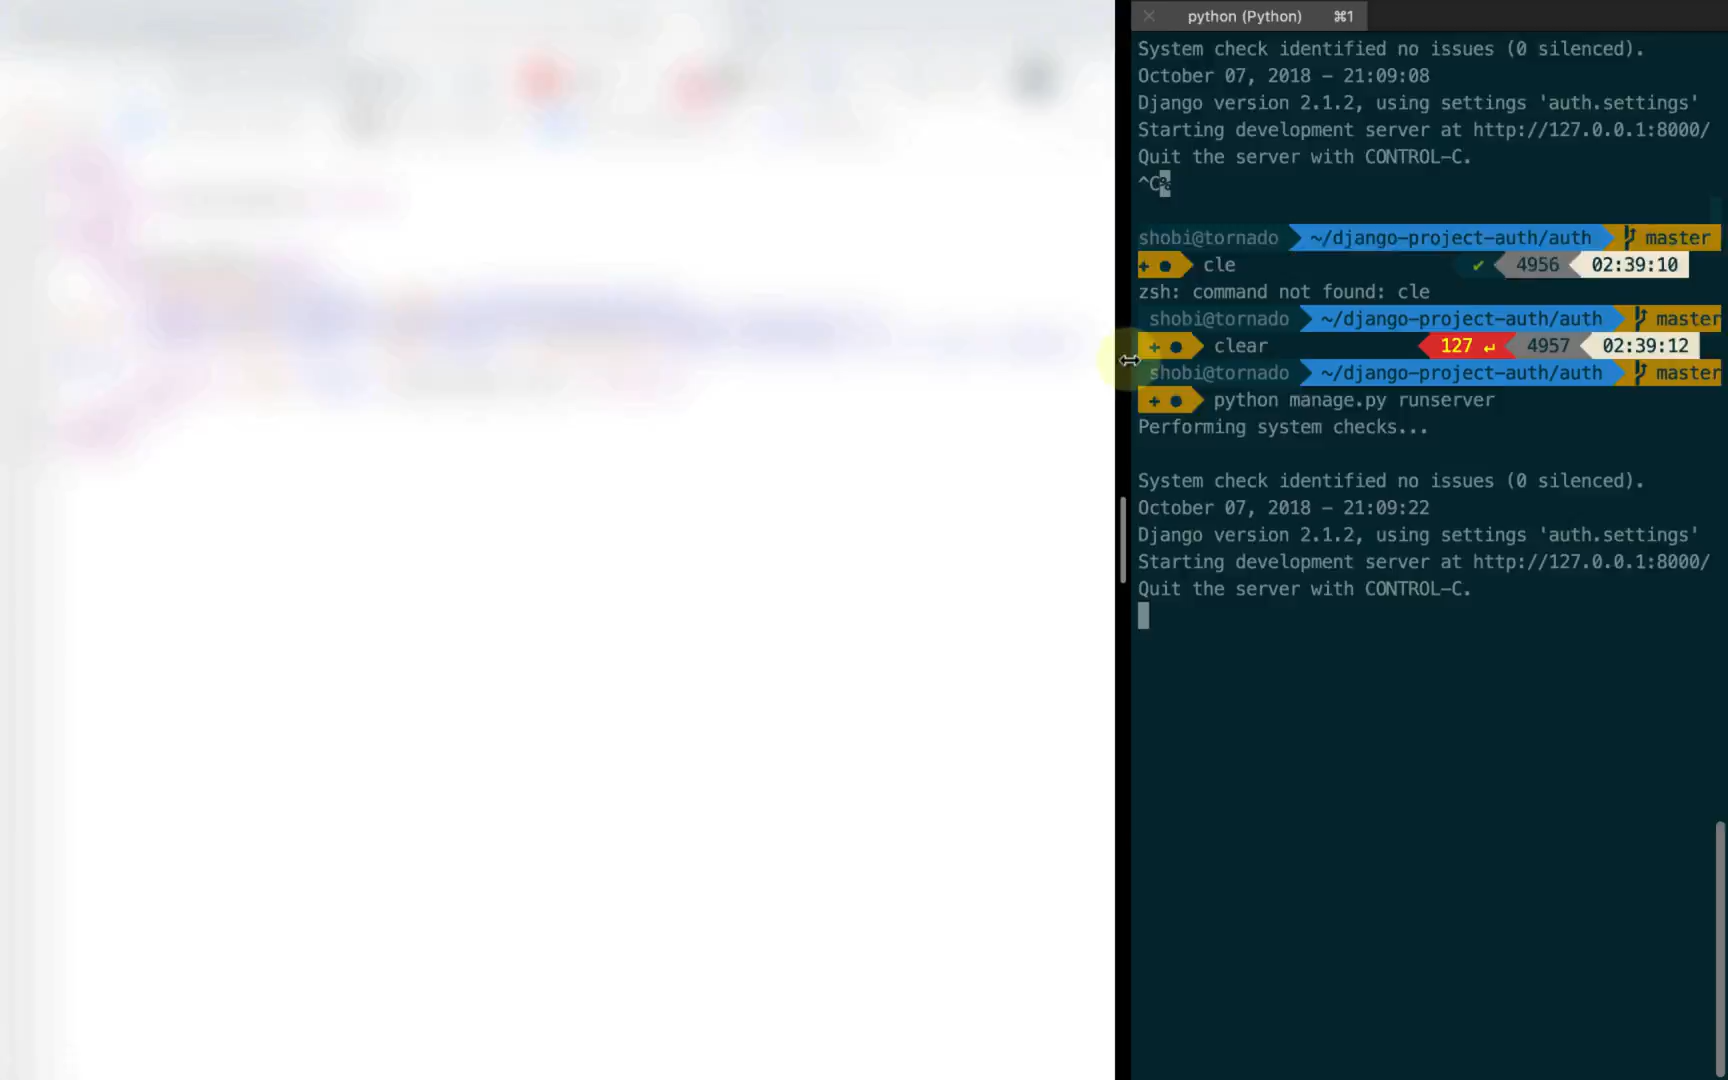 python (Python) ⌘1
System check identified no issues (0 silenced).
October 07, 2018 - 21:09:08
Django version 2.1.2, using settings 'auth.settings'
Starting development server at http://127.0.0.1:8000/
Quit the server with CONTROL-C.
^C%
shobi@tornado ~/django-project-auth/auth master
+ ● cle ✔ 4956 02:39:10
zsh: command not found: cle
shobi@tornado ~/django-project-auth/auth master
+ ● clear 127 ↵ 4957 02:39:12
shobi@tornado ~/django-project-auth/auth master
+ ● python manage.py runserver
Performing system checks...
System check identified no issues (0 silenced).
October 07, 2018 - 21:09:22
Django version 2.1.2, using settings 'auth.settings'
Starting development server at http://127.0.0.1:8000/
Quit the server with CONTROL-C.